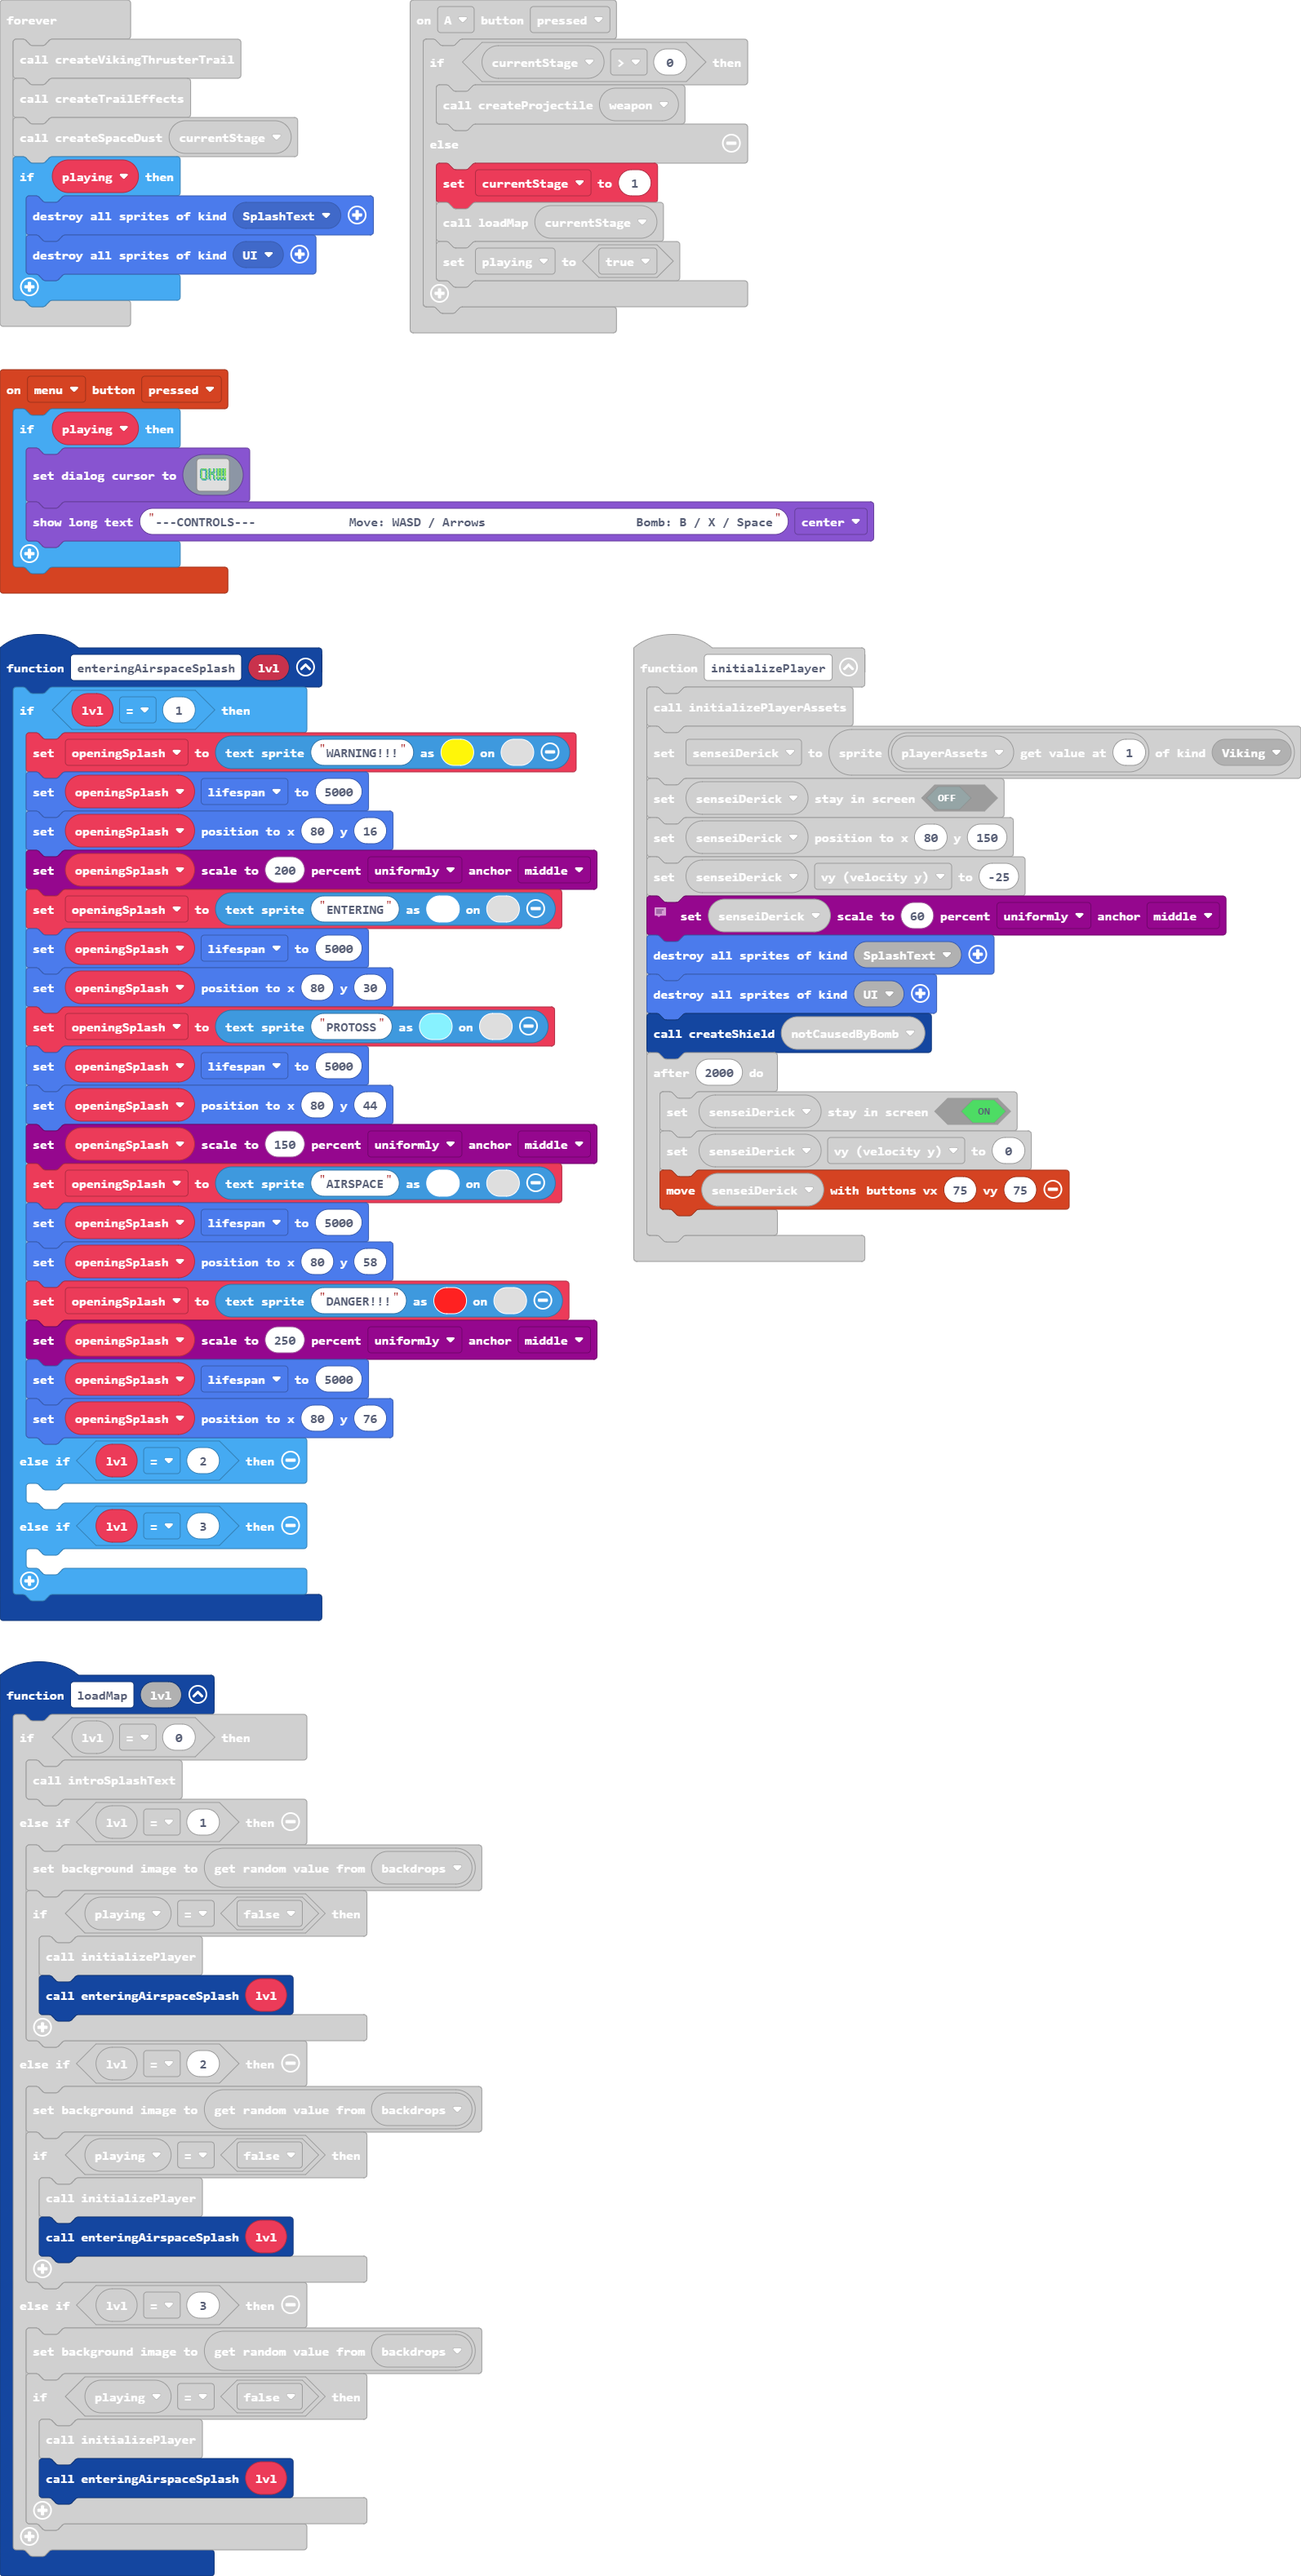 forever
call createVikingThrusterTrail
call createTrailEffects
call createSpaceDust currentStage
if playing then
destroy all sprites of kind SplashText
destroy all sprites of kind UI
on A button pressed
if currentStage > 0 then
call createProjectile weapon
else
set currentStage to 1
call loadMap currentStage
set playing to true
on menu button pressed
if playing then
set dialog cursor to OK!!!
show long text "---CONTROLS--- Move: WASD / Arrows Bomb: B / X / Space" center
function enteringAirspaceSplash lvl
if lvl = 1 then
set openingSplash to text sprite "WARNING!!!" as on
set openingSplash lifespan to 5000
set openingSplash position to x 80 y 16
set openingSplash scale to 200 percent uniformly anchor middle
set openingSplash to text sprite "ENTERING" as on
set openingSplash lifespan to 5000
set openingSplash position to x 80 y 30
set openingSplash to text sprite "PROTOSS" as on
set openingSplash lifespan to 5000
set openingSplash position to x 80 y 44
set openingSplash scale to 150 percent uniformly anchor middle
set openingSplash to text sprite "AIRSPACE" as on
set openingSplash lifespan to 5000
set openingSplash position to x 80 y 58
set openingSplash to text sprite "DANGER!!!" as on
set openingSplash scale to 250 percent uniformly anchor middle
set openingSplash lifespan to 5000
set openingSplash position to x 80 y 76
else if lvl = 2 then
else if lvl = 3 then
function initializePlayer
call initializePlayerAssets
set senseiDerick to sprite playerAssets get value at 1 of kind Viking
set senseiDerick stay in screen OFF
set senseiDerick position to x 80 y 150
set senseiDerick vy (velocity y) to -25
set senseiDerick scale to 60 percent uniformly anchor middle
destroy all sprites of kind SplashText
destroy all sprites of kind UI
call createShield notCausedByBomb
after 2000 do
set senseiDerick stay in screen ON
set senseiDerick vy (velocity y) to 0
move senseiDerick with buttons vx 75 vy 75
function loadMap lvl
if lvl = 0 then
call introSplashText
else if lvl = 1 then
set background image to get random value from backdrops
if playing = false then
call initializePlayer
call enteringAirspaceSplash lvl
else if lvl = 2 then
set background image to get random value from backdrops
if playing = false then
call initializePlayer
call enteringAirspaceSplash lvl
else if lvl = 3 then
set background image to get random value from backdrops
if playing = false then
call initializePlayer
call enteringAirspaceSplash lvl